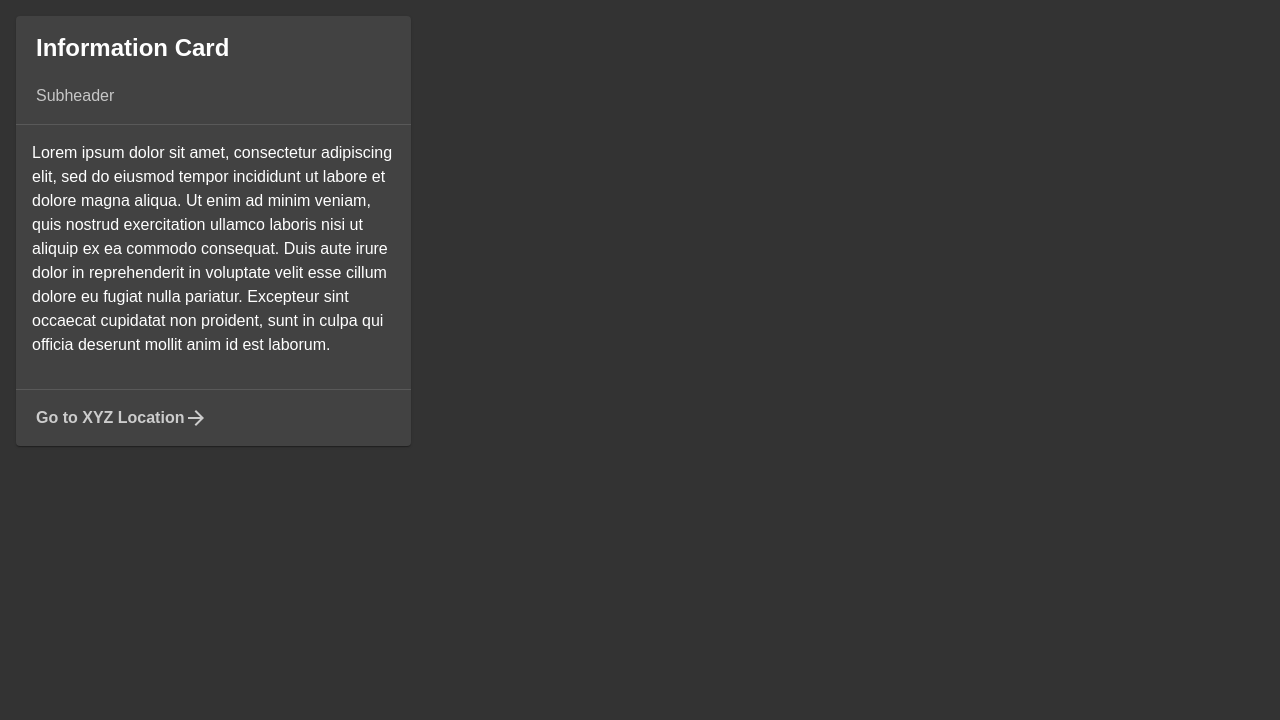 Information Card
Subheader
Lorem ipsum dolor sit amet, consectetur adipiscing
elit, sed do eiusmod tempor incididunt ut labore et
dolore magna aliqua. Ut enim ad minim veniam,
quis nostrud exercitation ullamco laboris nisi ut
aliquip ex ea commodo consequat. Duis aute irure
dolor in reprehenderit in voluptate velit esse cillum
dolore eu fugiat nulla pariatur. Excepteur sint
occaecat cupidatat non proident, sunt in culpa qui
officia deserunt mollit anim id est laborum.
Go to XYZ Location